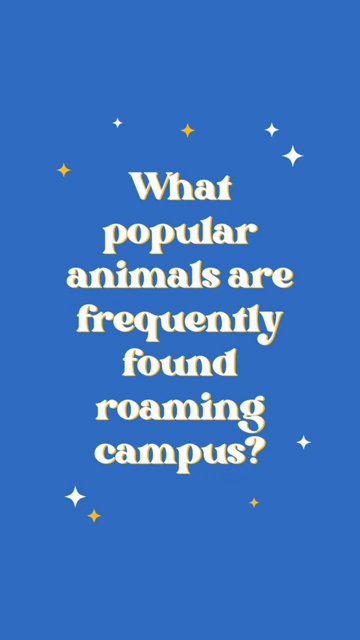 What
popular
animals are
frequently
found
roaming
campus?